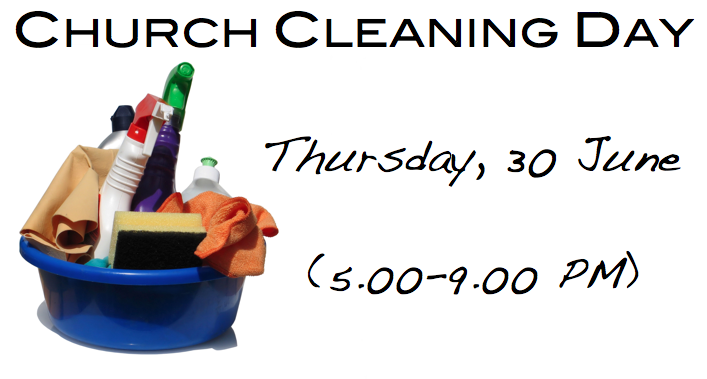 Church Cleaning Day
Thursday, 30 June
(5.00-9.00 PM)